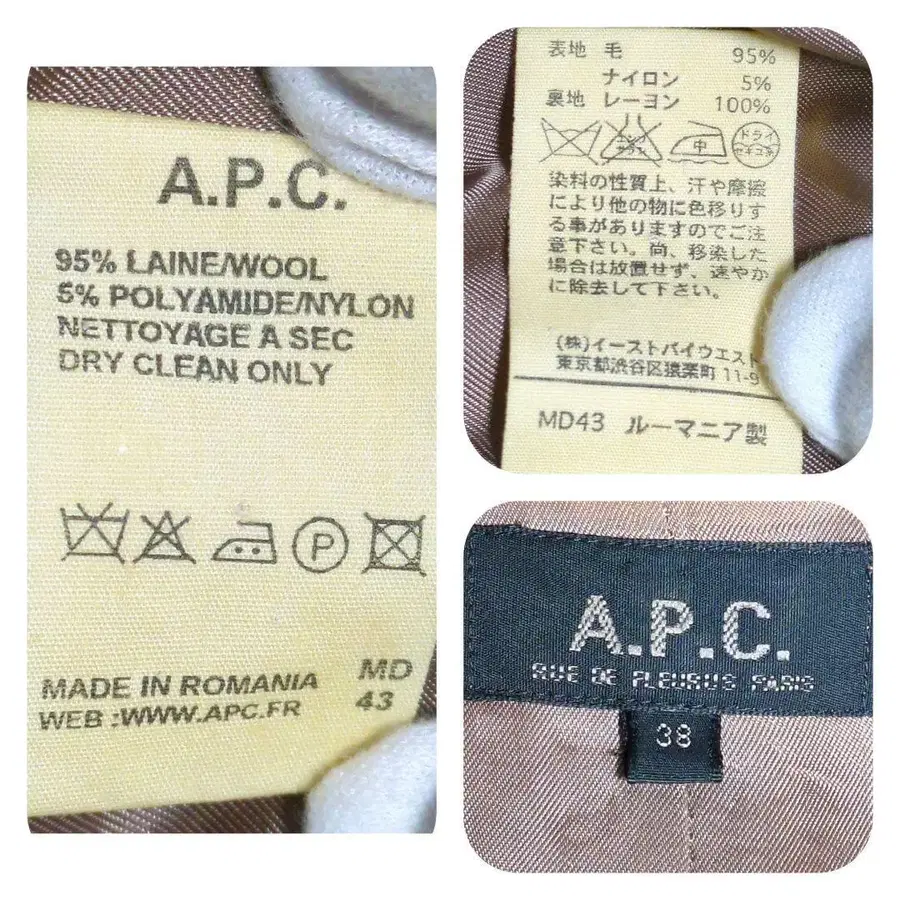 A.P.C.
95% LAINE/WOOL
5% POLYAMIDE/NYLON
NETTOYAGE A SEC
DRY CLEAN ONLY
P
MADE IN ROMANIA
WEB :WWW.APC.FR
MD
43
表地 毛 95%
ナイロン 5%
裏地 レーヨン 100%
中 ドライ
染料の性質上、汗や摩擦
により他の物に色移りす
る事がありますのでご注
意下さい。尚、移染した
場合は放置せず、速やか
に除去して下さい。
(株)イーストバイウエスト
東京都渋谷区猿楽町 11-9
MD43 ルーマニア製
A.P.C.
RUE DE FLEURUS PARIS
38